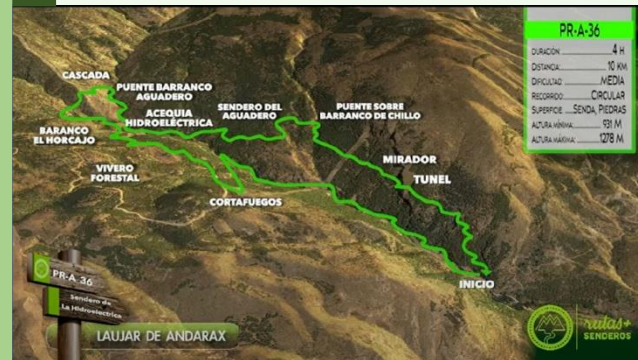 PR-A-36
DURACIÓN: 4 H
DISTANCIA: 10 KM
DIFICULTAD: MEDIA
RECORRIDO: CIRCULAR
SUPERFICIE: SENDA, PIEDRAS
ALTURA MÍNIMA: 931 M
ALTURA MÁXIMA: 1278 M
CASCADA
PUENTE BARRANCO
AGUADERO
ACEQUIA
HIDROELÉCTRICA
SENDERO DEL
AGUADERO
PUENTE SOBRE
BARRANCO DE CHILLO
BARANCO
EL HORCAJO
VIVERO
FORESTAL
CORTAFUEGOS
MIRADOR
TUNEL
INICIO
PR-A 36
Sendero de
La Hidroelectrica
LAUJAR DE ANDARAX
rutas+
SENDEROS